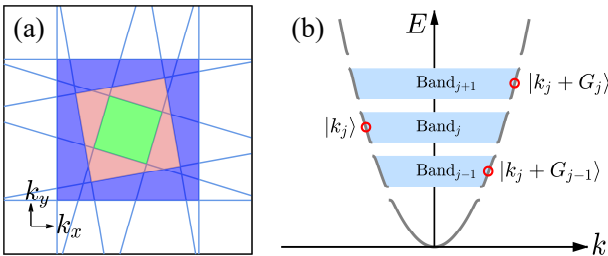 (a)
k_y
k_x
(b)
E
Band_{j+1}
|k_j + G_j⟩
|k_j⟩
Band_j
Band_{j−1}
|k_j + G_{j−1}⟩
k